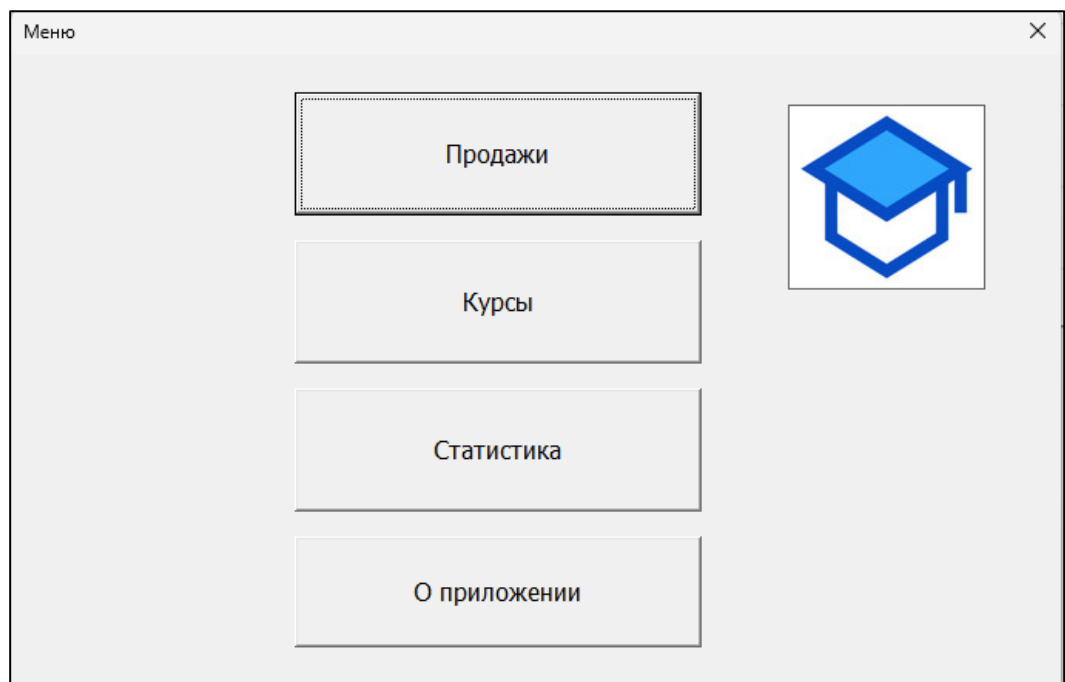 Меню
Продажи
Курсы
Статистика
О приложении